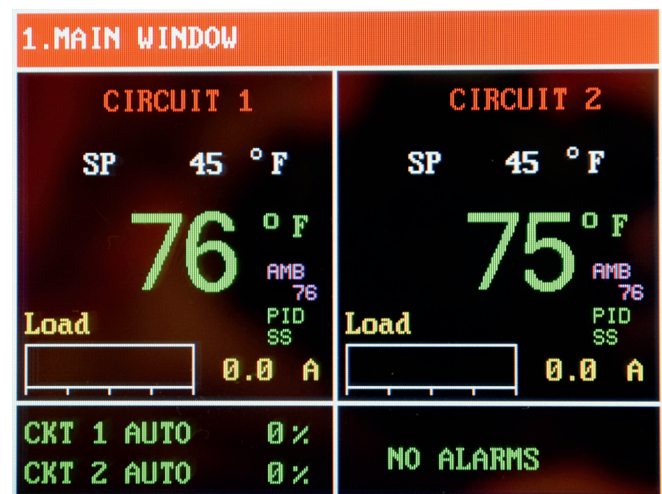 1.MAIN WINDOW
CIRCUIT 1
SP 45 °F
76 °F
AMB
76
Load
PID
SS
0.0 A
CIRCUIT 2
SP 45 °F
75 °F
AMB
76
Load
PID
SS
0.0 A
CKT 1 AUTO 0%
CKT 2 AUTO 0%
NO ALARMS